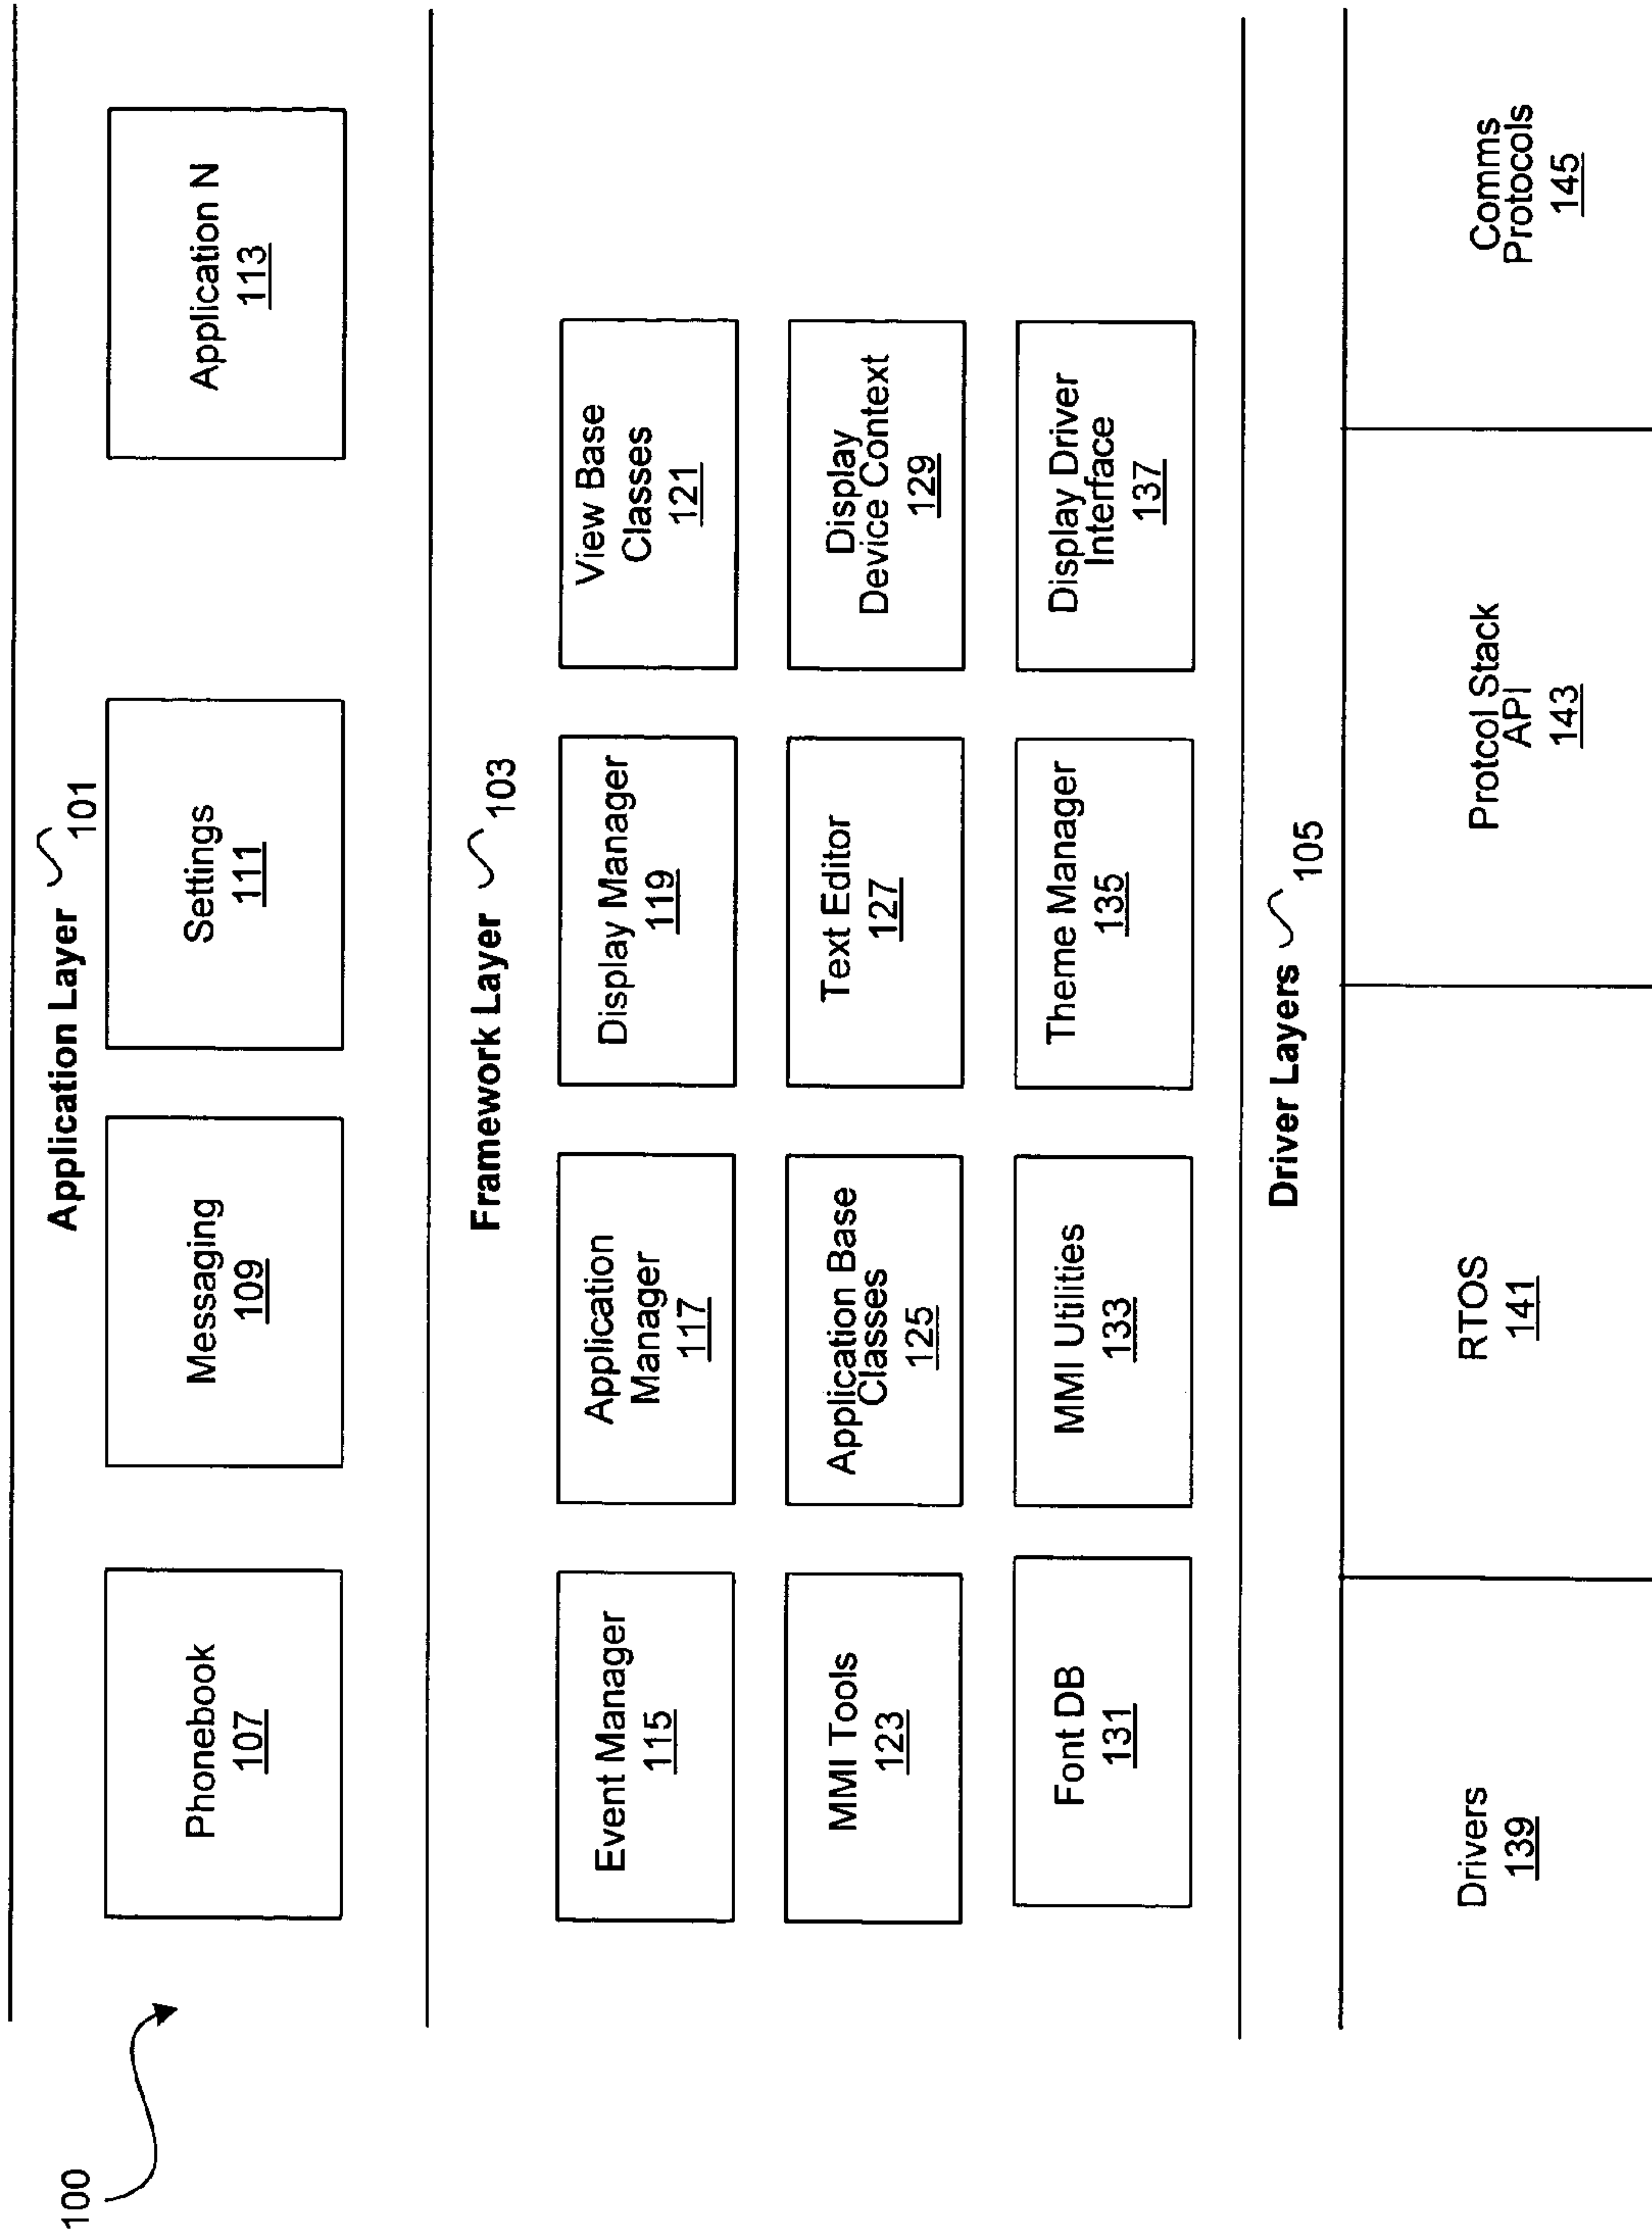 100
Application Layer
101
Phonebook
107
Messaging
109
Settings
111
Application N
113
Framework Layer
103
Event Manager
115
Application
Manager
117
Display Manager
119
View Base
Classes
121
MMI Tools
123
Application Base
Classes
125
Text Editor
127
Display
Device Context
129
Font DB
131
MMI Utilities
133
Theme Manager
135
Display Driver
Interface
137
Driver Layers
105
Drivers
139
RTOS
141
Protcol Stack
API
143
Comms
Protocols
145